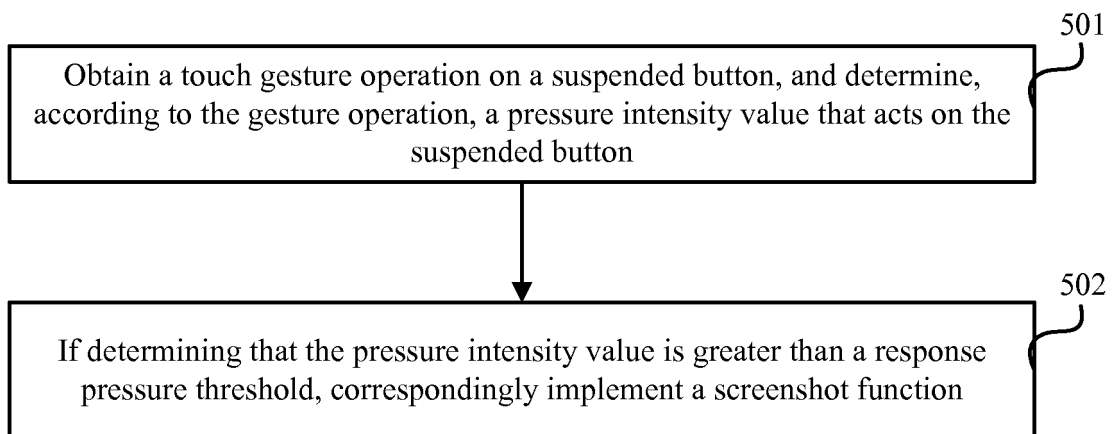 501
Obtain a touch gesture operation on a suspended button, and determine,
according to the gesture operation, a pressure intensity value that acts on the
suspended button
502
If determining that the pressure intensity value is greater than a response
pressure threshold, correspondingly implement a screenshot function